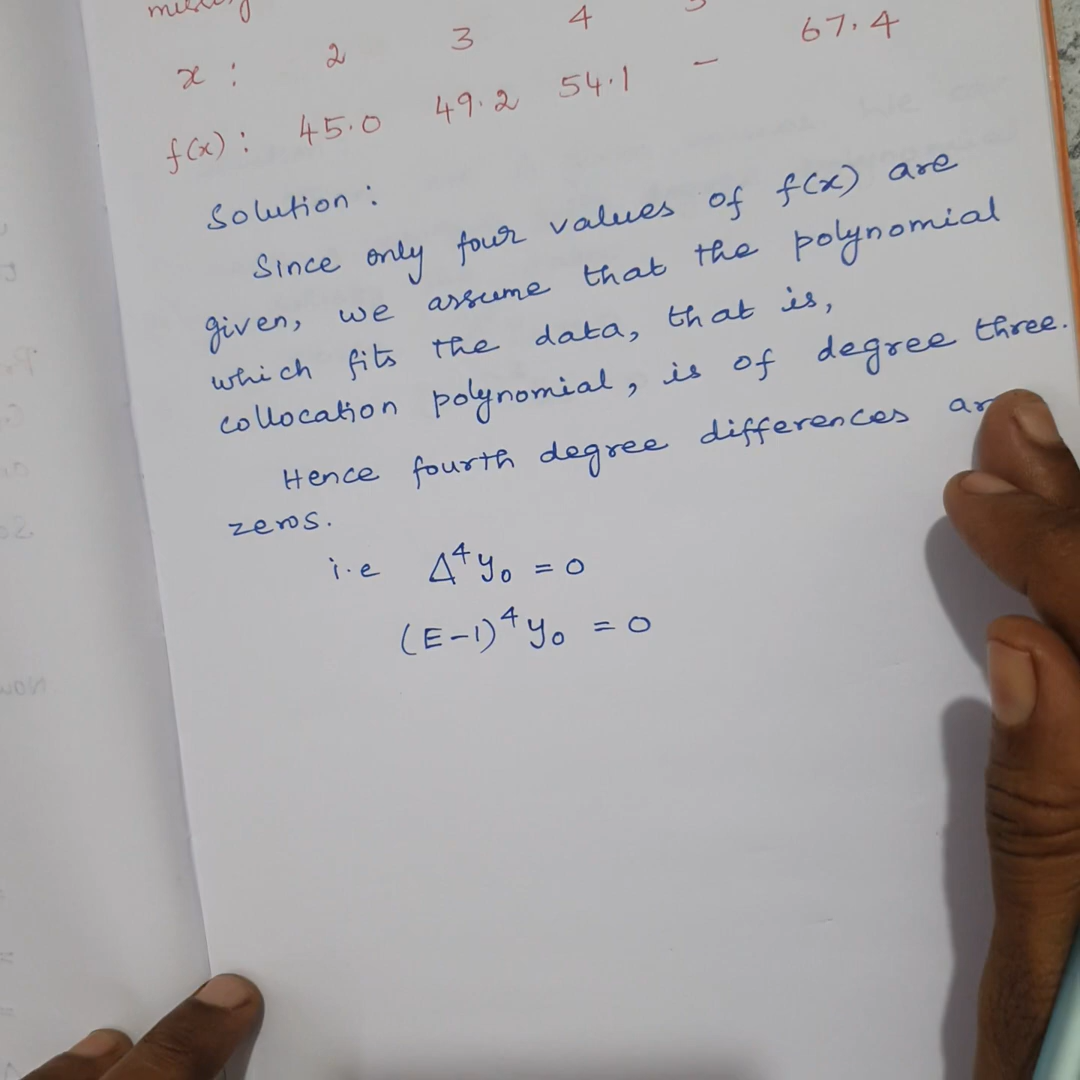 x : 2 3 4
f(x) : 45.0 49.2 54.1 - 67.4
Solution :
Since only four values of f(x) are
given, we assume that the polynomial
which fits the data, that is,
collocation polynomial, is of degree three.
Hence fourth degree differences
zeros.
i.e Δ⁴y₀ = 0
(E-1)⁴y₀ = 0